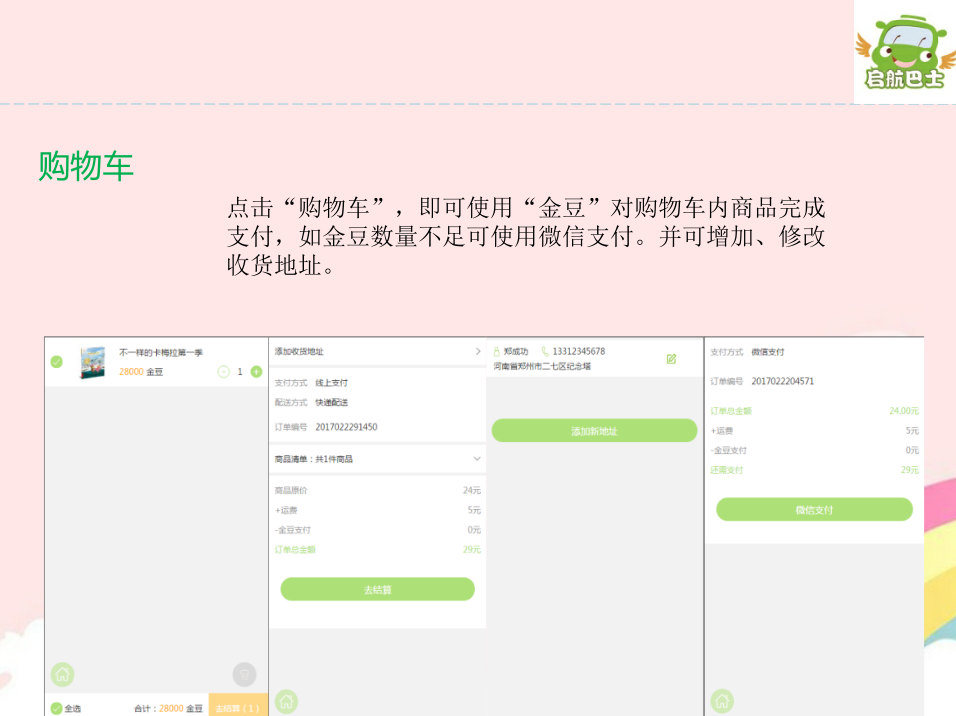 启航巴士
购物车
点击“购物车”，即可使用“金豆”对购物车内商品完成
支付，如金豆数量不足可使用微信支付。并可增加、修改
收货地址。
不一样的卡梅拉第一季
28000 金豆
1
全选
合计：28000 金豆
去结算（1）
添加收货地址
支付方式 线上支付
配送方式 快递配送
订单编号 2017022291450
商品清单：共1件商品
商品原价 24元
+运费 5元
-金豆支付 0元
订单总金额 29元
去结算
郑成功 13312345678
河南省郑州市二七区纪念塔
添加新地址
支付方式 微信支付
订单编号 2017022204571
订单总金额 24.00元
+运费 5元
-金豆支付 0元
还需支付 29元
微信支付